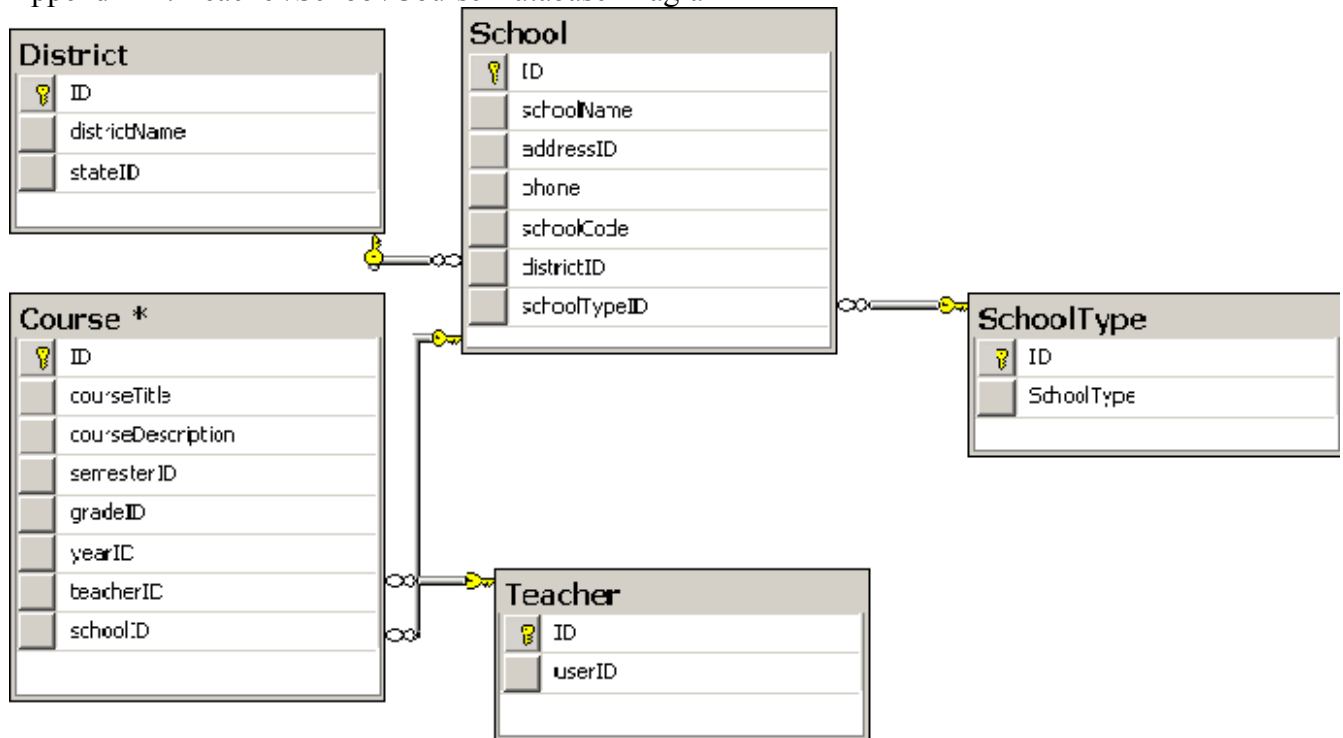 District
ID
districtName
stateID
School
ID
schoolName
addressID
phone
schoolCode
districtID
schoolTypeID
Course *
ID
courseTitle
courseDescription
semesterID
gradeID
yearID
teacherID
schoolID
SchoolType
ID
SchoolType
Teacher
ID
userID